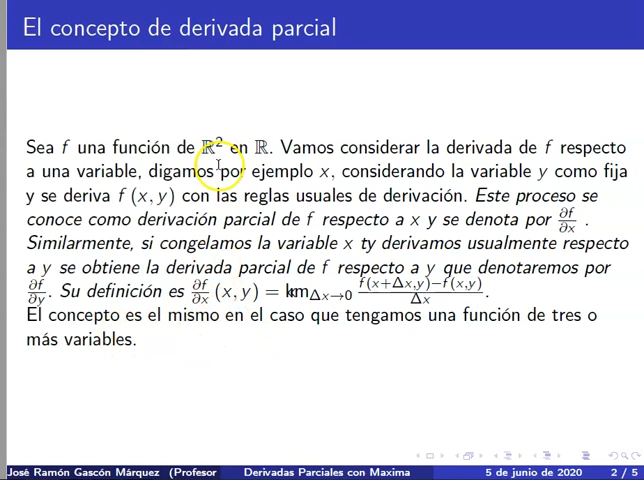 El concepto de derivada parcial
Sea f una función de ℝ² en ℝ. Vamos considerar la derivada de f respecto
a una variable, digamos por ejemplo x, considerando la variable y como fija
y se deriva f (x, y) con las reglas usuales de derivación. Este proceso se
conoce como derivación parcial de f respecto a x y se denota por ∂f/∂x .
Similarmente, si congelamos la variable x ty derivamos usualmente respecto
a y se obtiene la derivada parcial de f respecto a y que denotaremos por
∂f/∂y. Su definición es ∂f/∂x (x, y) = límΔx→0 f(x+Δx,y)−f(x,y)/Δx.
El concepto es el mismo en el caso que tengamos una función de tres o
más variables.
José Ramón Gascón Márquez (Profesor Derivadas Parciales con Maxima 5 de junio de 2020 2 / 5